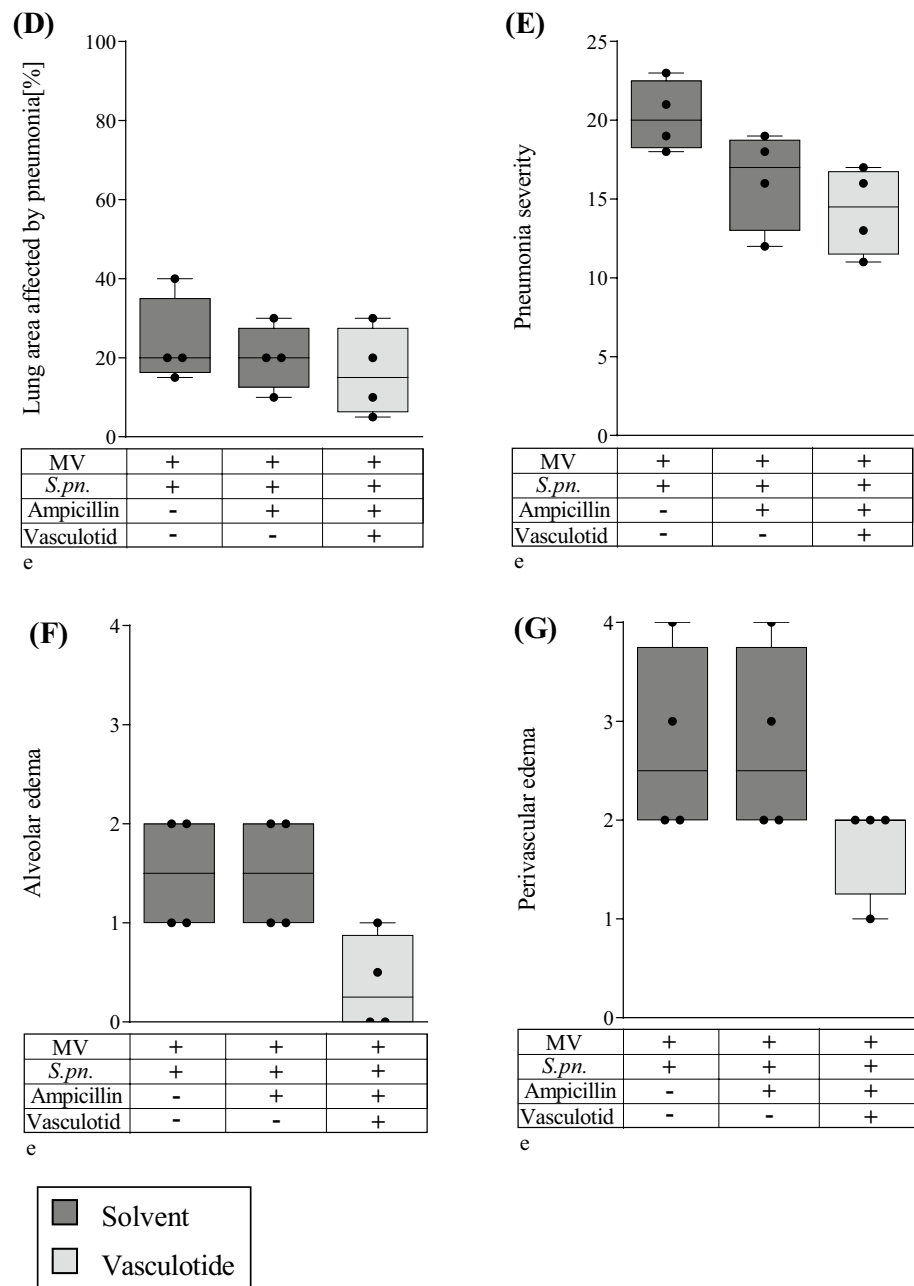 (D)
Lung area affected by pneumonia[%]
100
80
60
40
20
0
MV + + +
S.pn. + + +
Ampicillin - + +
Vasculotid - - +
e
(E)
Pneumonia severity
25
20
15
10
5
0
MV + + +
S.pn. + + +
Ampicillin - + +
Vasculotid - - +
e
(F)
Alveolar edema
4
3
2
1
0
MV + + +
S.pn. + + +
Ampicillin - + +
Vasculotid - - +
e
(G)
Perivascular edema
4
3
2
1
0
MV + + +
S.pn. + + +
Ampicillin - + +
Vasculotid - - +
e
Solvent
Vasculotide